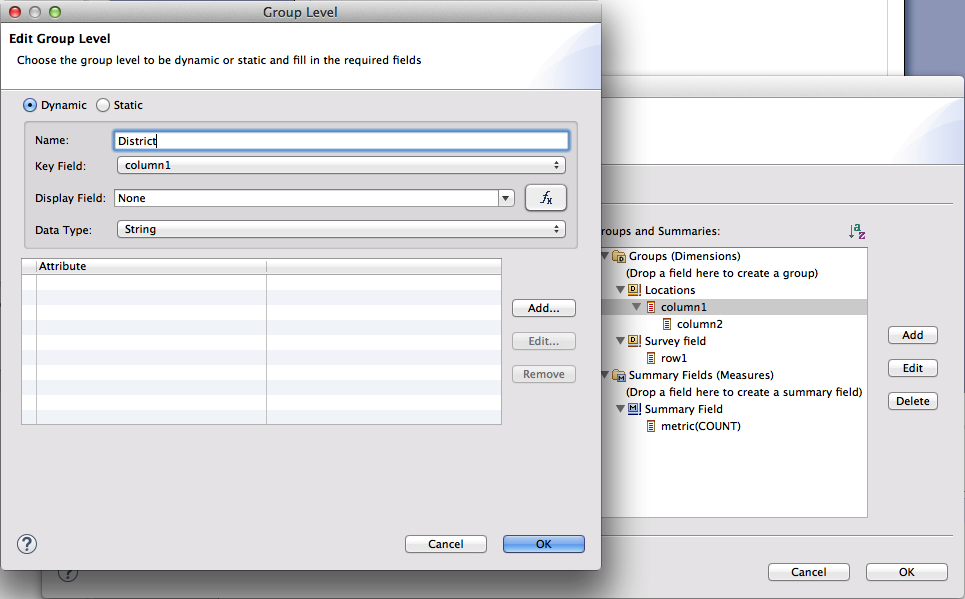 Group Level
Edit Group Level
Choose the group level to be dynamic or static and fill in the required fields
Dynamic Static
Name: District
Key Field: column1
Display Field: None fx
Data Type: String
Attribute
Add...
Edit...
Remove
? Cancel OK
roups and Summaries: a z
D Groups (Dimensions)
(Drop a field here to create a group)
D Locations
column1
column2
D Survey field
row1
M Summary Fields (Measures)
(Drop a field here to create a summary field)
M Summary Field
metric(COUNT)
Add
Edit
Delete
? Cancel OK